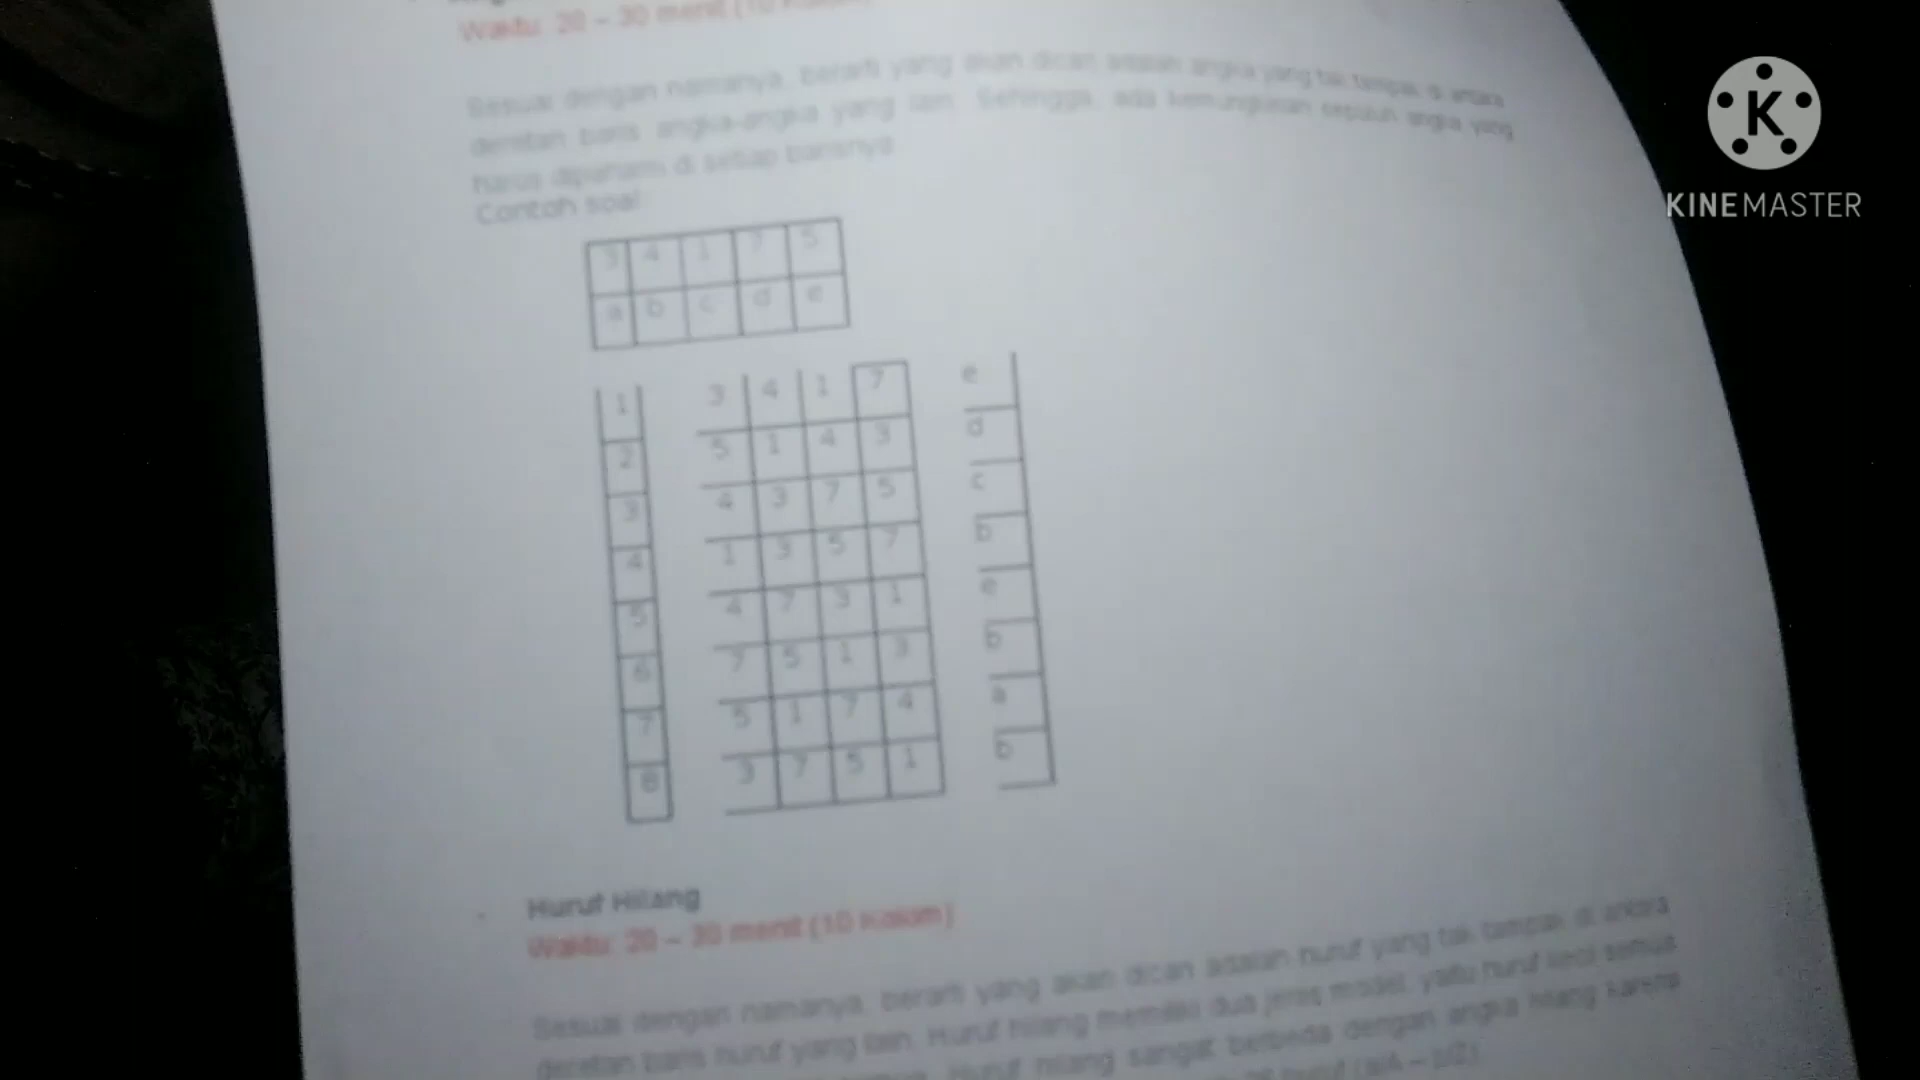 Waktu: 20 – 30 menit (10 Kolom)
Sesuai dengan namanya, berarti yang akan dicari adalah angka yang tak tampak di antara
deretan baris angka-angka yang lain. Sehingga, ada kemungkinan sepuluh angka yang
harus dipahami di setiap barisnya
Contoh soal
3 4 1 7 5
a b c d e
1 3 4 1 7 e
2 5 1 4 3 d
3 4 3 7 5 c
4 1 3 5 7 b
5 4 7 3 1 e
6 7 5 1 3 b
7 5 1 7 4 a
8 3 7 5 1 b
- Huruf Hilang
Waktu: 20 – 30 menit (10 Kolom)
Sesuai dengan namanya, berarti yang akan dicari adalah huruf yang tak tampak di antara
deretan baris huruf yang lain. Huruf hilang memiliki dua jenis model, yaitu huruf kecil semua
huruf hilang sangat berbeda dengan angka hilang karena
huruf
KINEMASTER